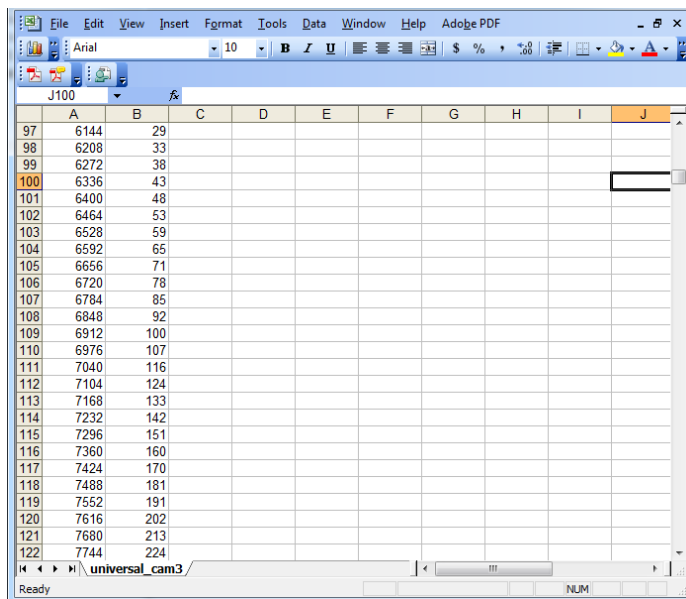 File Edit View Insert Format Tools Data Window Help Adobe PDF
Arial 10 B I U $ % ,
J100 fx
A B C D E F G H I J
97 6144 29
98 6208 33
99 6272 38
100 6336 43
101 6400 48
102 6464 53
103 6528 59
104 6592 65
105 6656 71
106 6720 78
107 6784 85
108 6848 92
109 6912 100
110 6976 107
111 7040 116
112 7104 124
113 7168 133
114 7232 142
115 7296 151
116 7360 160
117 7424 170
118 7488 181
119 7552 191
120 7616 202
121 7680 213
122 7744 224
universal_cam3
Ready NUM